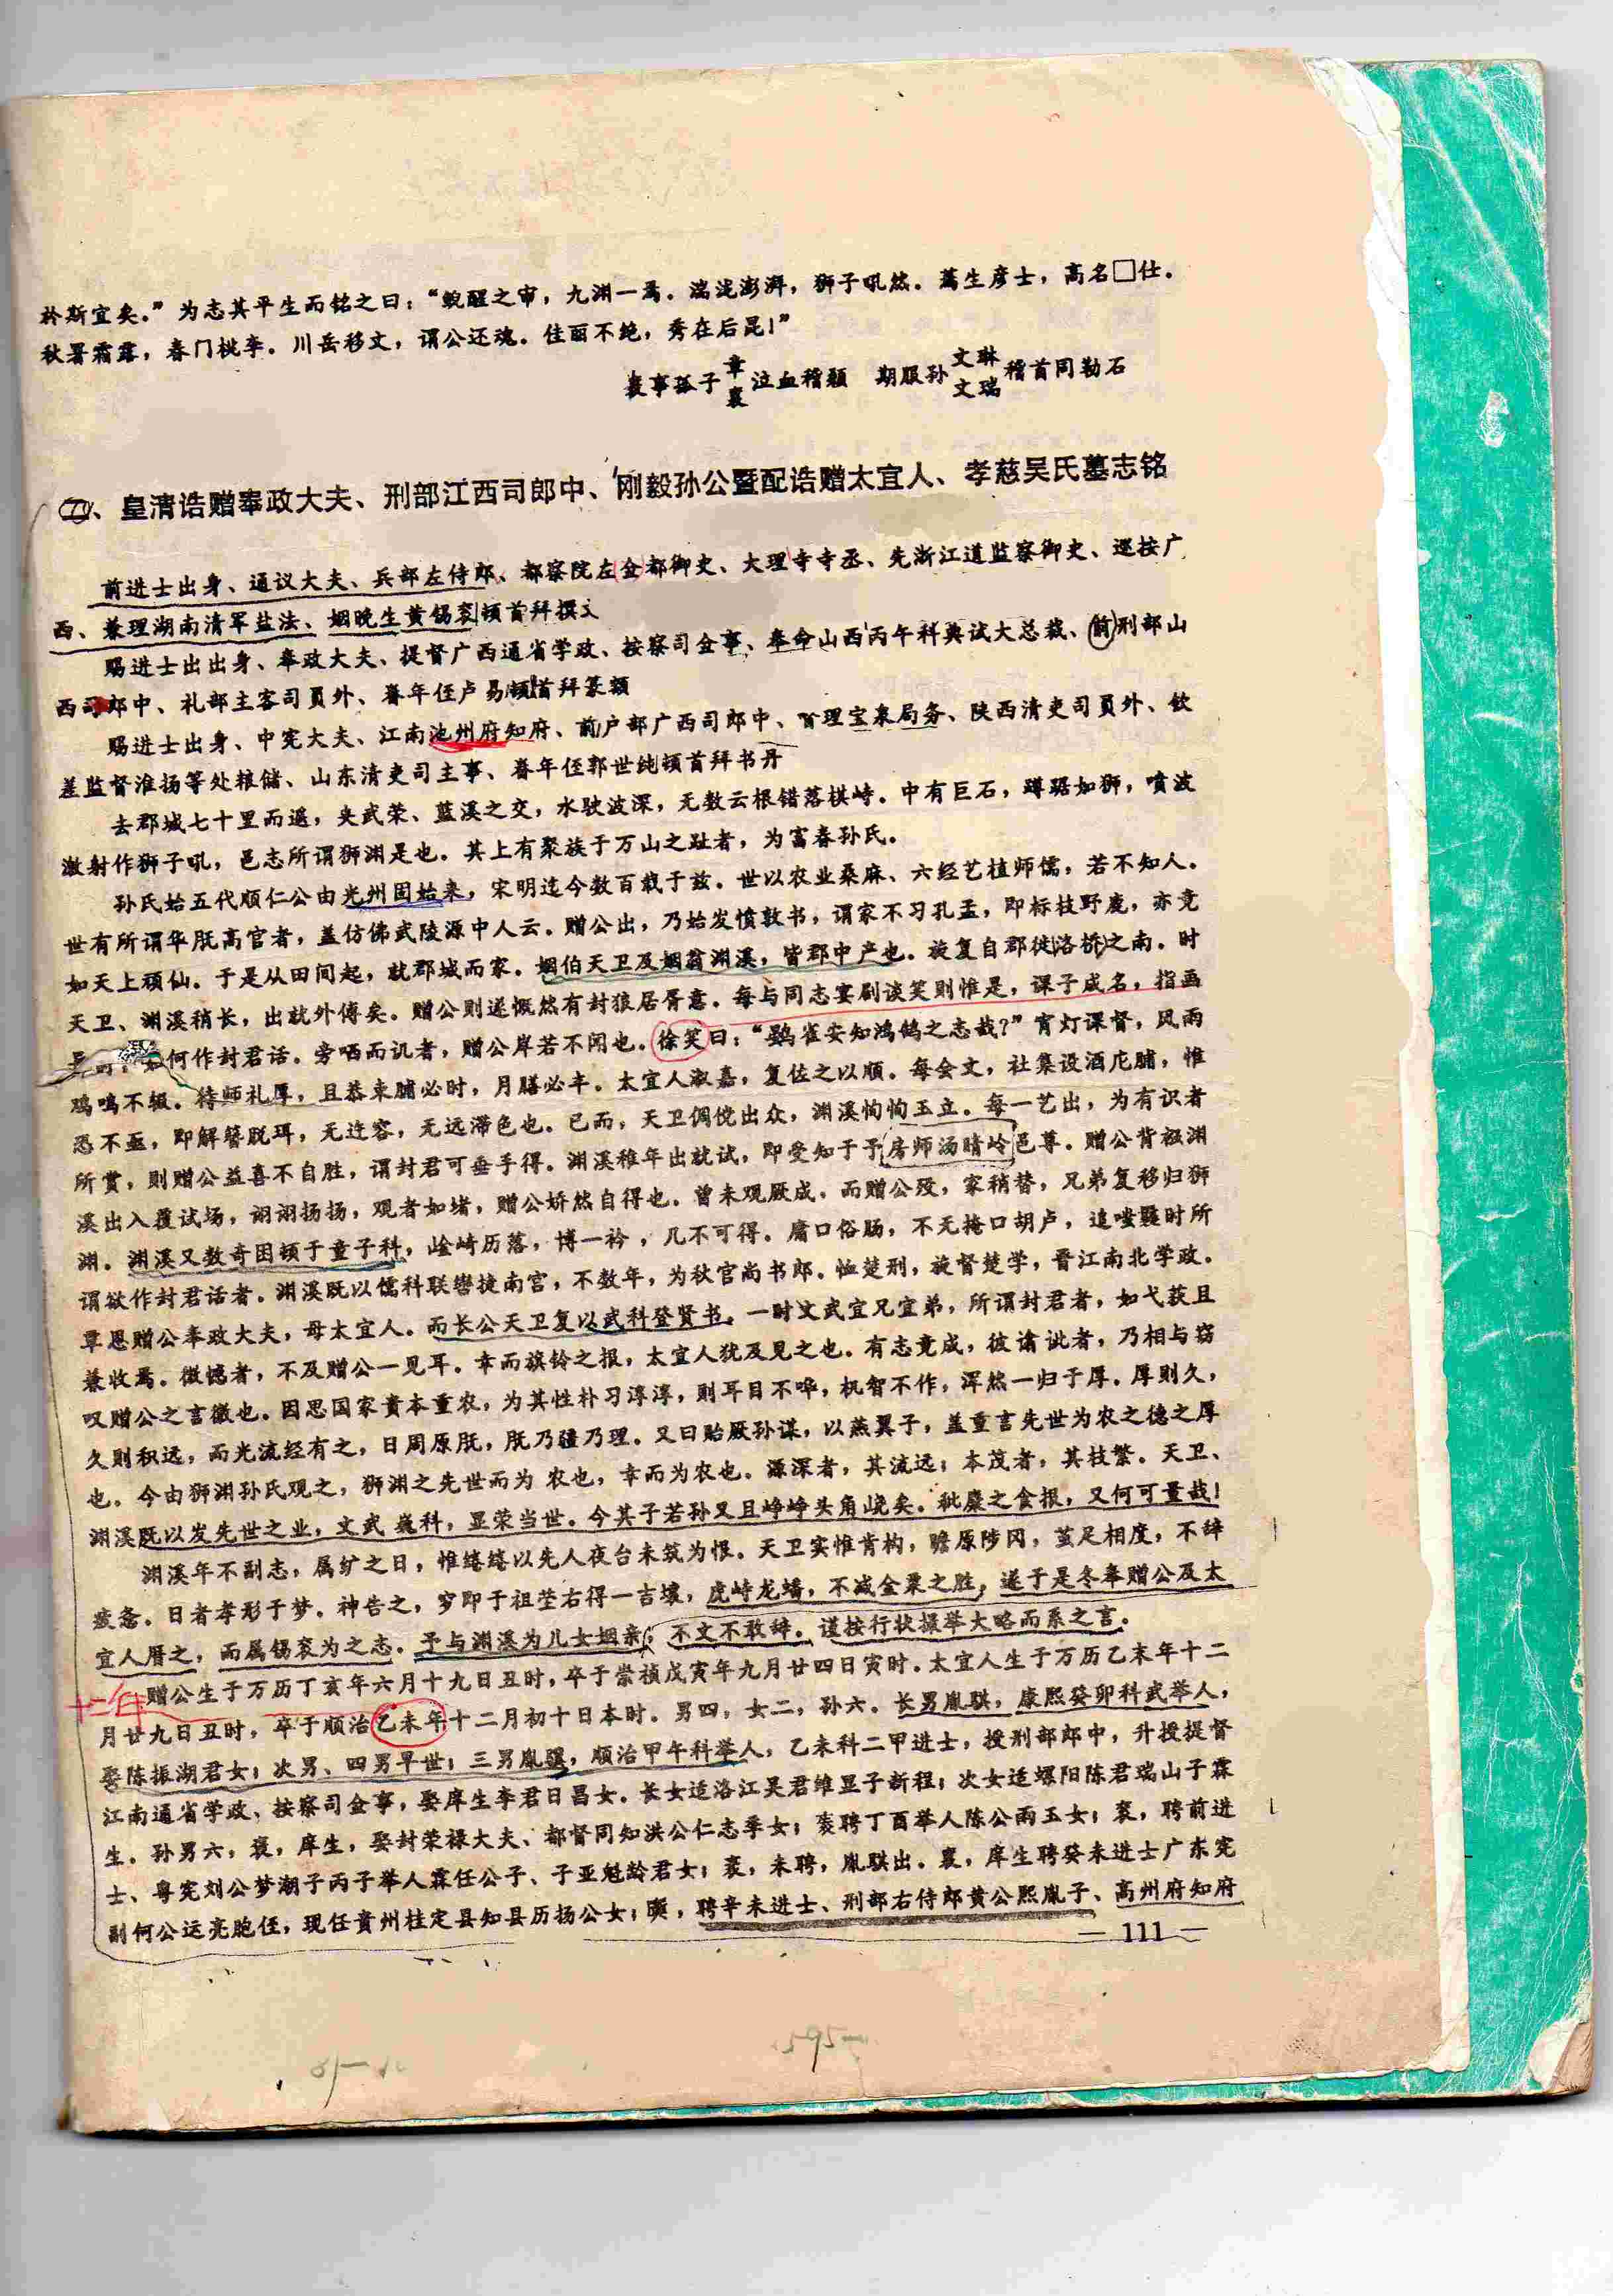 於斯宜矣。”为志其平生而铭之曰：“鲵醒之审，九渊一焉。湍浤澎湃，狮子吼然。蔫生彦士，高名□仕。
秋署霜露，春门桃李。川岳移文，谓公还魂。佳丽不绝，秀在后昆！”
襄事孤子章襄泣血稽颡　期服孙文琳文瑞稽首同勒石
皇清诰赠奉政大夫、刑部江西司郎中、刚毅孙公暨配诰赠太宜人、孝慈吴氏墓志铭
前进士出身、通议大夫、兵部左侍郎、都察院左佥都御史、大理寺寺丞、先浙江道监察御史、巡按广
西、兼理湖南清军盐法、姻晚生黄锡衮顿首拜撰文
赐进士出出身、奉政大夫、提督广西通省学政、按察司佥事、奉命山西丙午科典试大总裁、前刑部山
西司郎中、礼部主客司员外、眷年侄卢易顿首拜篆额
赐进士出身、中宪大夫、江南池州府知府、前户部广西司郎中、管理宝泉局务、陕西清吏司员外、钦
差监督淮扬等处粮储、山东清吏司主事、眷年侄郭世纯顿首拜书丹
去郡城七十里而遥，夹武荣、蓝溪之交，水驶波深，无数云根错落棋峙。中有巨石，蹲踞如狮，喷波
激射作狮子吼，邑志所谓狮渊是也。其上有聚族于万山之趾者，为富春孙氏。
孙氏始五代顺仁公由光州固始来，宋明迄今数百载于兹。世以农业桑麻、六经艺植师儒，若不知人。
世有所谓华朊高官者，盖仿佛武陵源中人云。赠公出，乃始发愤敦书，谓家不习孔孟，即标枝野鹿，亦竟
如天上顽仙。于是从田间起，就郡城而家。姻伯天卫及姻翁渊溪，皆郡中产也。旋复自郡徙洛桥之南。时
天卫、渊溪稍长，出就外傅矣。赠公则遂慨然有封狼居胥意。每与同志宴剧谈笑则惟是，课子成名，指画
何作封君话。旁哂而讥者，赠公岸若不闻也。徐笑曰：“鹦雀安知鸿鹄之志哉？”宵灯课督，风雨
鸡鸣不辍。待师礼厚，且恭束脯必时，月膳必丰。太宜人淑嘉，复佐之以顺。每会文，社集设酒庀脯，惟
恐不亟，即解簪脱珥，无迕容，无远滞色也。已而，天卫倜傥出众，渊溪恂恂玉立。每一艺出，为有识者
所赏，则赠公益喜不自胜，谓封君可垂手得。渊溪稚年出就试，即受知于予房师汤晴岭邑尊。赠公背襁渊
溪出入覆试场，诩诩扬扬，观者如堵，赠公娇然自得也。曾未观厥成，而赠公殁，家稍替，兄弟复移归狮
渊。渊溪又数奇困顿于童子科，崯崎历落，博一衿，几不可得。庸口俗肠，不无掩口胡卢，追嗤曩时所
谓欲作封君话者。渊溪既以儒科联辔捷南宫，不数年，为秋官尚书郎。恤楚刑，旋督楚学，晋江南北学政。
覃恩赠公奉政大夫，母太宜人。而长公天卫复以武科登贤书。一时文武宜兄宜弟，所谓封君者，如弋获且
兼收焉。微憾者，不及赠公一见耳。幸而旗铃之报，太宜人犹及见之也。有志竟成，彼诸訾者，乃相与窃
叹赠公之言徵也。因思国家贵本重农，为其性朴习淳淳，则耳目不哗，机智不作，浑然一归于厚。厚则久，
久则积远，而光流经有之，曰周原朊，朊乃疆乃理。又曰贻厥孙谋，以燕翼子，盖重言先世为农之德之厚
也。今由狮渊孙氏观之，狮渊之先世而为 农也，幸而为农也。源深者，其流远；本茂者，其枝繁。天卫、
渊溪既以发先世之业，文武 巍科，显荣当世。今其子若孙又且峥峥头角峣矣。秕穈之食报，又何可量哉！
渊溪年不副志，属纩之日，惟缱绻以先人夜台未筑为恨。天卫实惟肯构，瞻原陟冈，茧足相度，不辞
疲惫。日者孝形于梦。神告之，穸即于祖茔右得一吉壤，虎峙龙蟠，不减金粟之胜，遂于是冬奉赠公及太
宜人厝之，而属锡衮为之志。予与渊溪为儿女姻亲，不文不敢辞。谨按行状撮举大略而系之言。
十一年
赠公生于万历丁亥年六月十九日丑时，卒于崇祯戊寅年九月廿四日寅时。太宜人生于万历乙未年十二
月廿九日丑时，卒于顺治乙未年十二月初十日本时。男四，女二，孙六。长男胤骐，康熙癸卯科武举人，
娶陈振湖君女；次男、四男早世；三男胤骥，顺治甲午科举人，乙未科二甲进士，授刑部郎中，升授提督
江南通省学政、按察司佥事，娶庠生李君日昌女。长女适洛江吴君维显子新程；次女适螺阳陈君瑞山子霖
生。孙男六，褒，庠生，娶封荣禄大夫、都督同知洪公仁志季女；裘聘丁酉举人陈公雨玉女；衮，聘前进
士、粤宪刘公梦潮子丙子举人霖任公子、子亚魁龄君女；衷，未聘，胤骐出。襄，庠生聘癸未进士广东宪
副何公运亮胞侄，现任贵州桂定县知县历扬公女；奭，聘辛未进士、刑部右侍郎黄公熙胤子、高州府知府
— 111 —
595